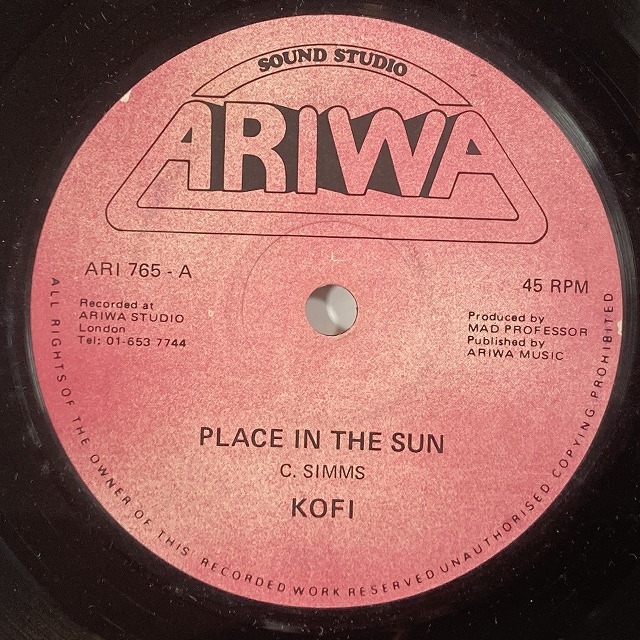 SOUND STUDIO
ARIWA
ARI 765 - A
45 RPM
Recorded at
ARIWA STUDIO
London
Tel: 01-653 7744
Produced by
MAD PROFESSOR
Published by
ARIWA MUSIC
PLACE IN THE SUN
C. SIMMS
KOFI
ALL RIGHTS OF THE OWNER OF THIS RECORDED WORK RESERVED UNAUTHORISED COPYING PROHIBITED